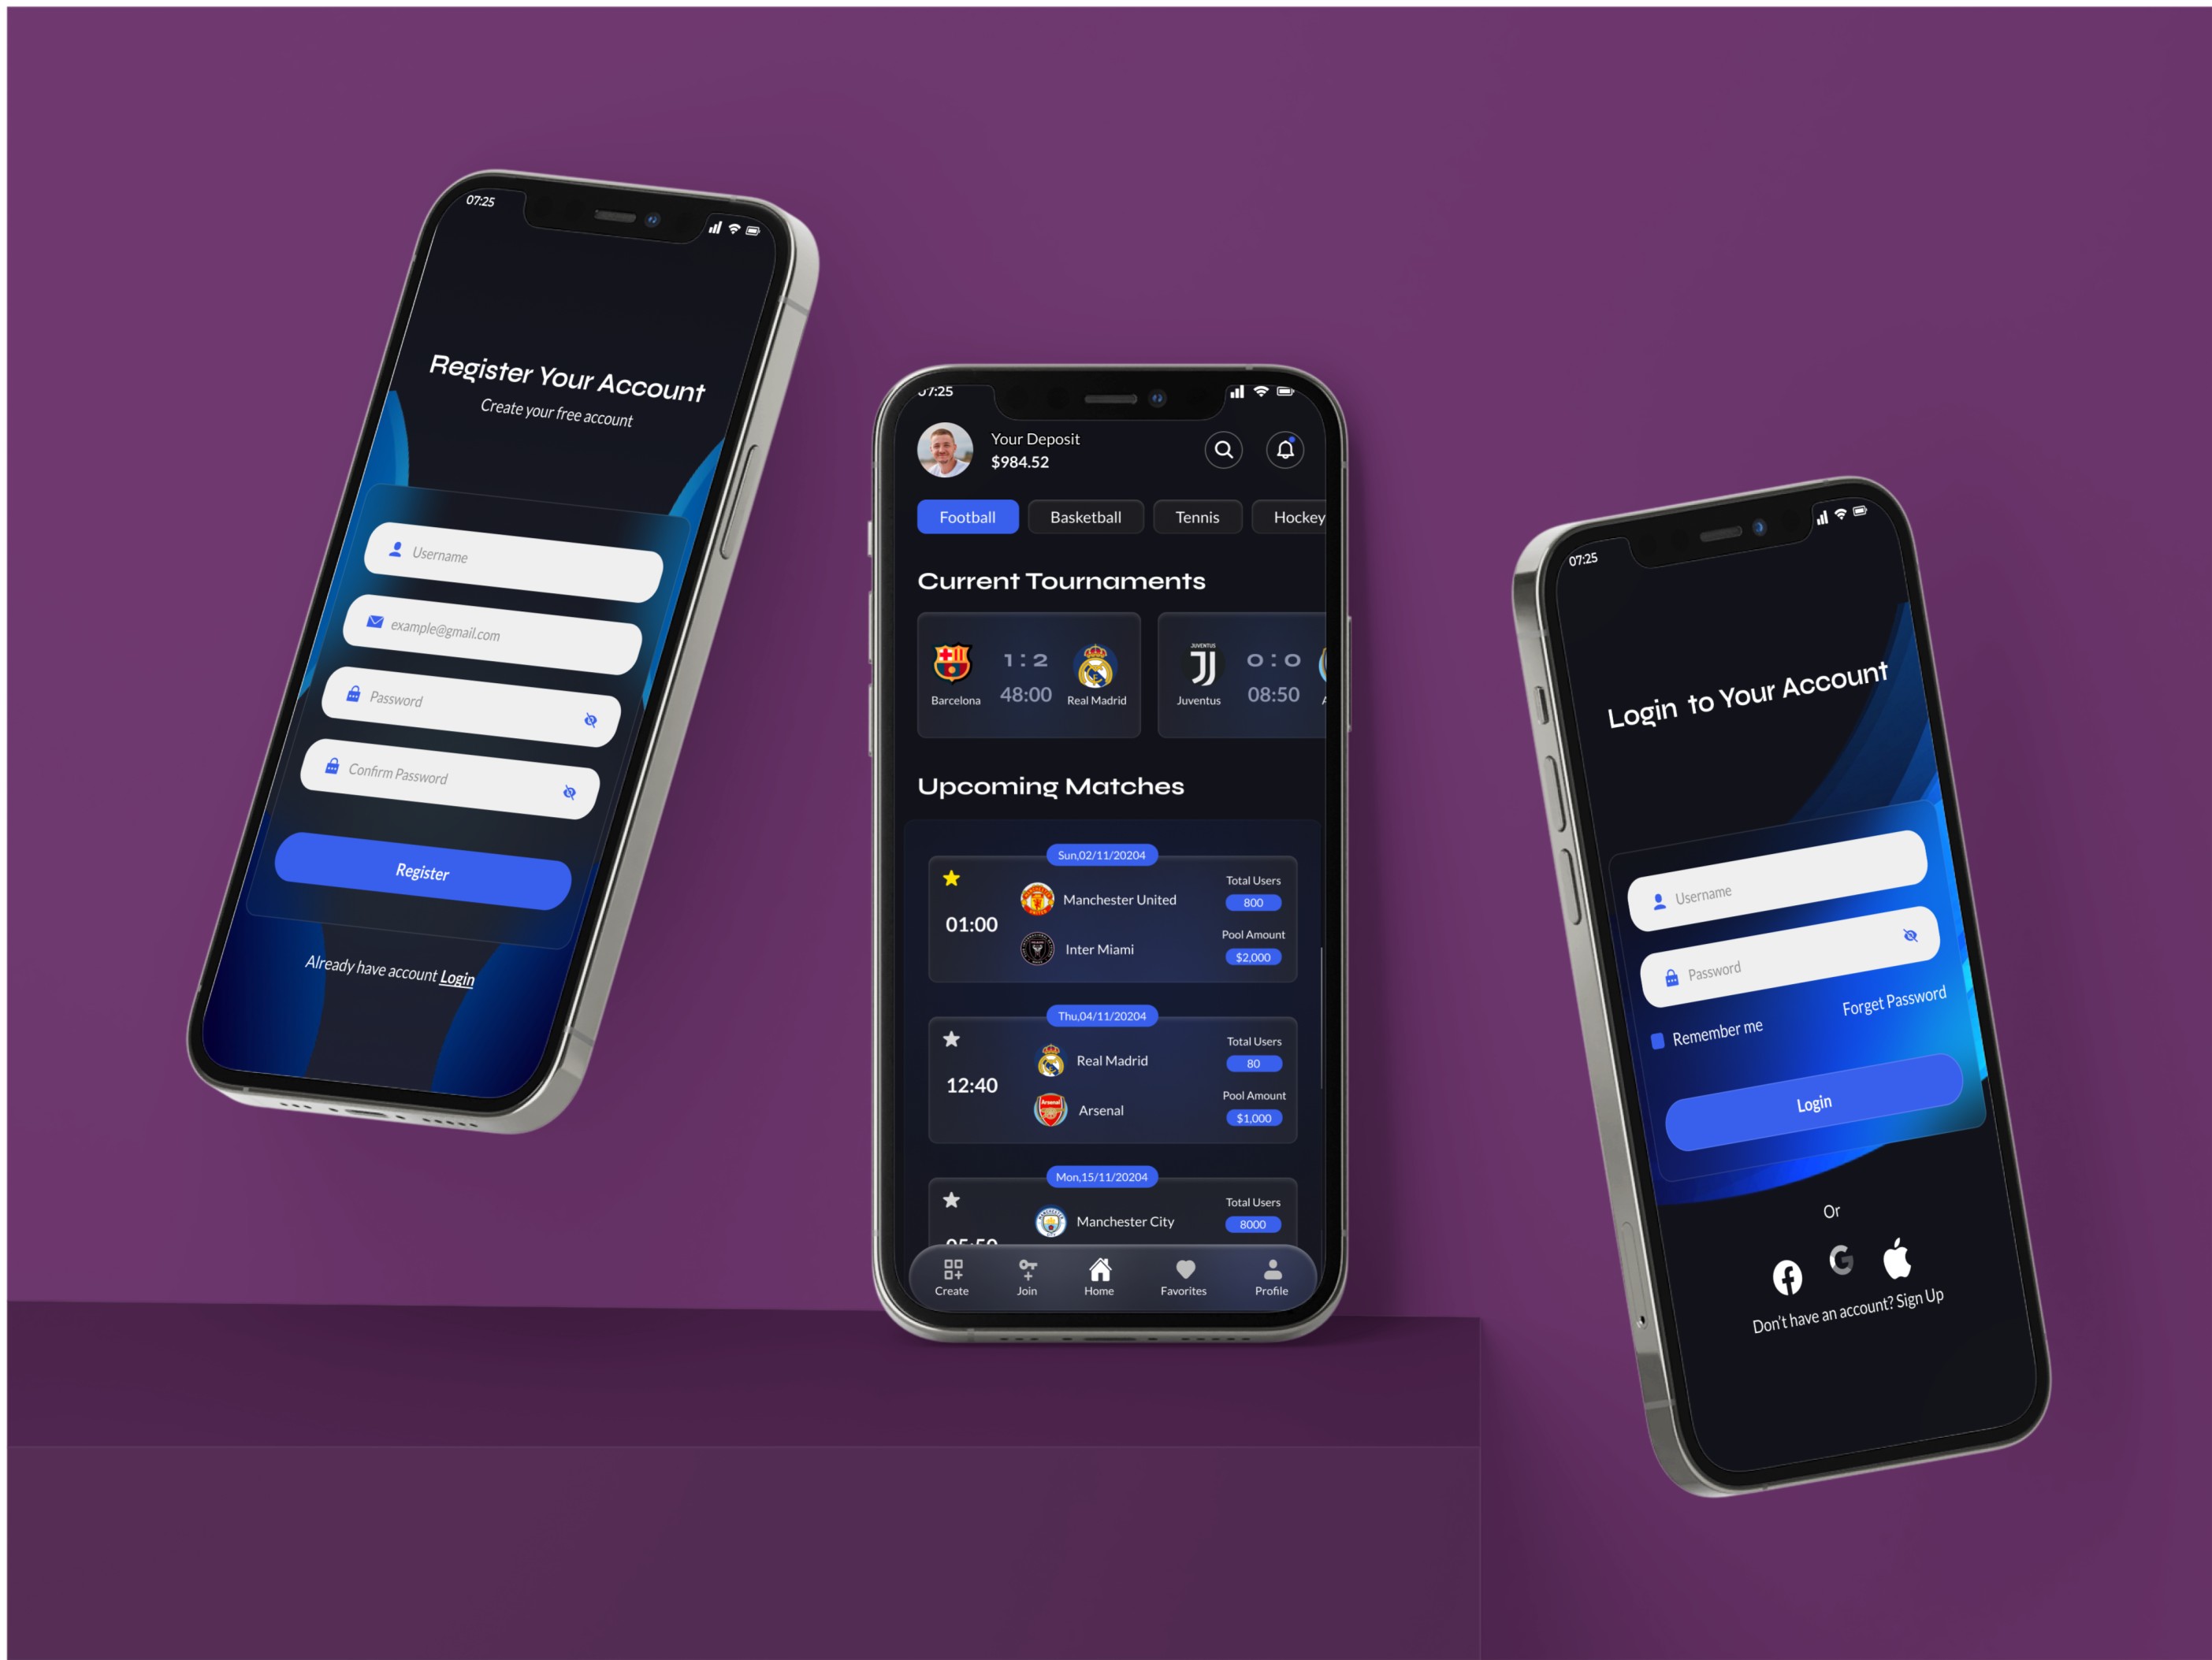 07:25
Register Your Account
Create your free account
Username
example@gmail.com
Password
Confirm Password
Register
Already have account Login
07:25
Your Deposit
$984.52
Football Basketball Tennis Hockey
Current Tournaments
JUVENTUS
1 : 2 0 : 0
48:00 08:50
Barcelona Real Madrid Juventus A
Upcoming Matches
Sun,02/11/20204
Total Users
Manchester United 800
01:00
Pool Amount
Inter Miami $2,000
Thu,04/11/20204
Total Users
Real Madrid 80
12:40
Pool Amount
Arsenal $1,000
Mon,15/11/20204
Total Users
Manchester City 8000
05:50
Create Join Home Favorites Profile
07:25
Login to Your Account
Username
Password
Remember me Forget Password
Login
Or
Don't have an account? Sign Up